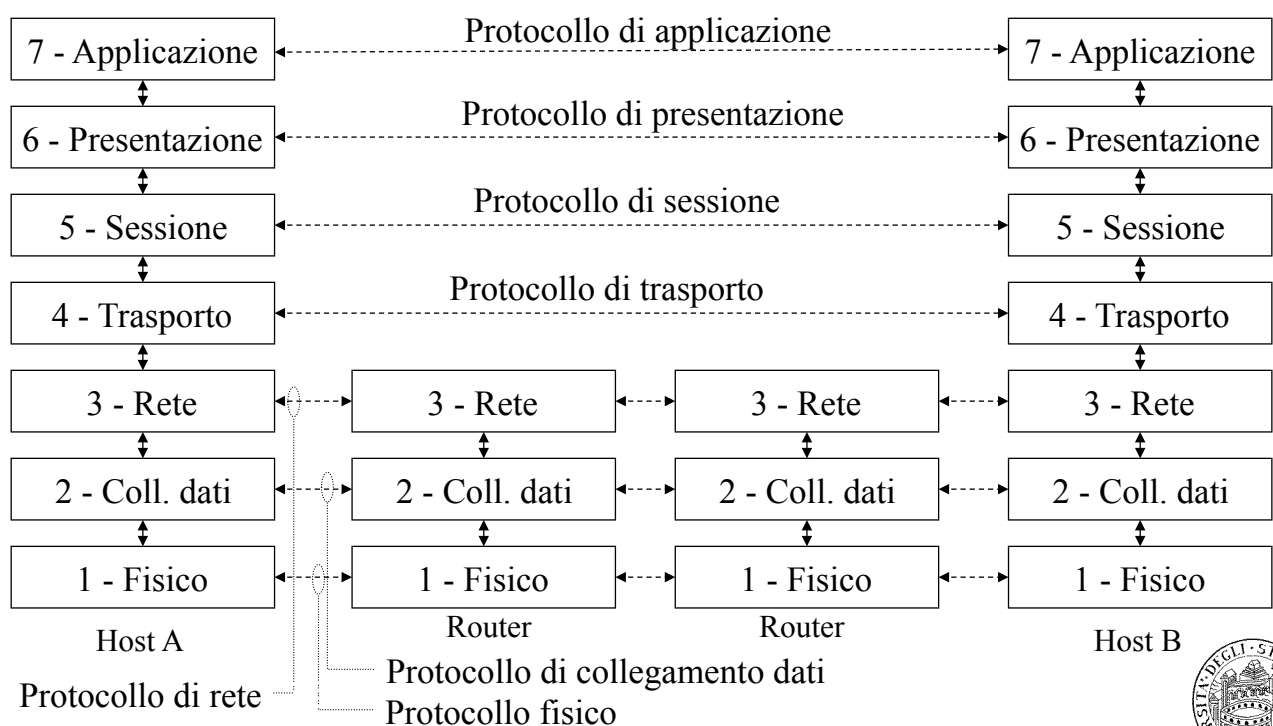 Protocollo di applicazione
7 - Applicazione
7 - Applicazione
Protocollo di presentazione
6 - Presentazione
6 - Presentazione
Protocollo di sessione
5 - Sessione
5 - Sessione
Protocollo di trasporto
4 - Trasporto
4 - Trasporto
3 - Rete
3 - Rete
3 - Rete
3 - Rete
2 - Coll. dati
2 - Coll. dati
2 - Coll. dati
2 - Coll. dati
1 - Fisico
1 - Fisico
1 - Fisico
1 - Fisico
Host A
Router
Router
Host B
Protocollo di rete
Protocollo di collegamento dati
Protocollo fisico
DEGLI